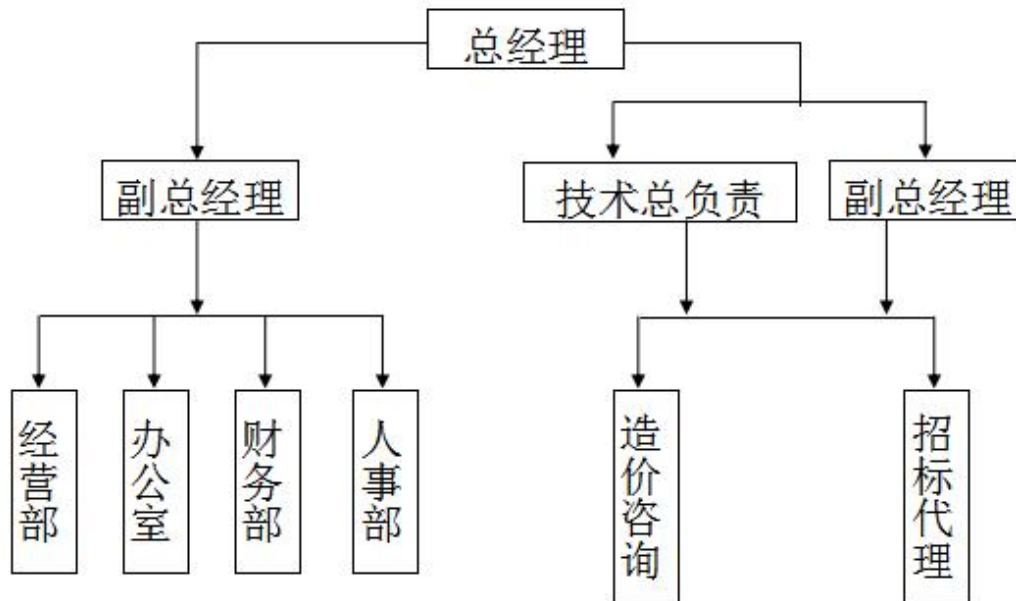 总经理
副总经理
技术总负责
副总经理
经营部
办公室
财务部
人事部
造价咨询
招标代理